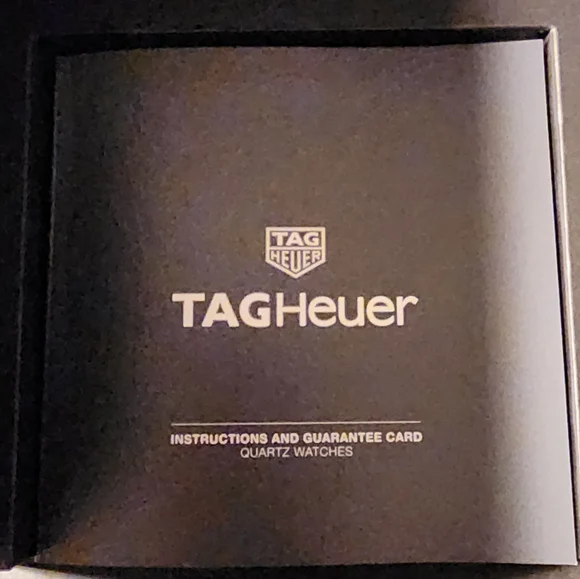 TAG
HEUER
TAGHeuer
INSTRUCTIONS AND GUARANTEE CARD
QUARTZ WATCHES